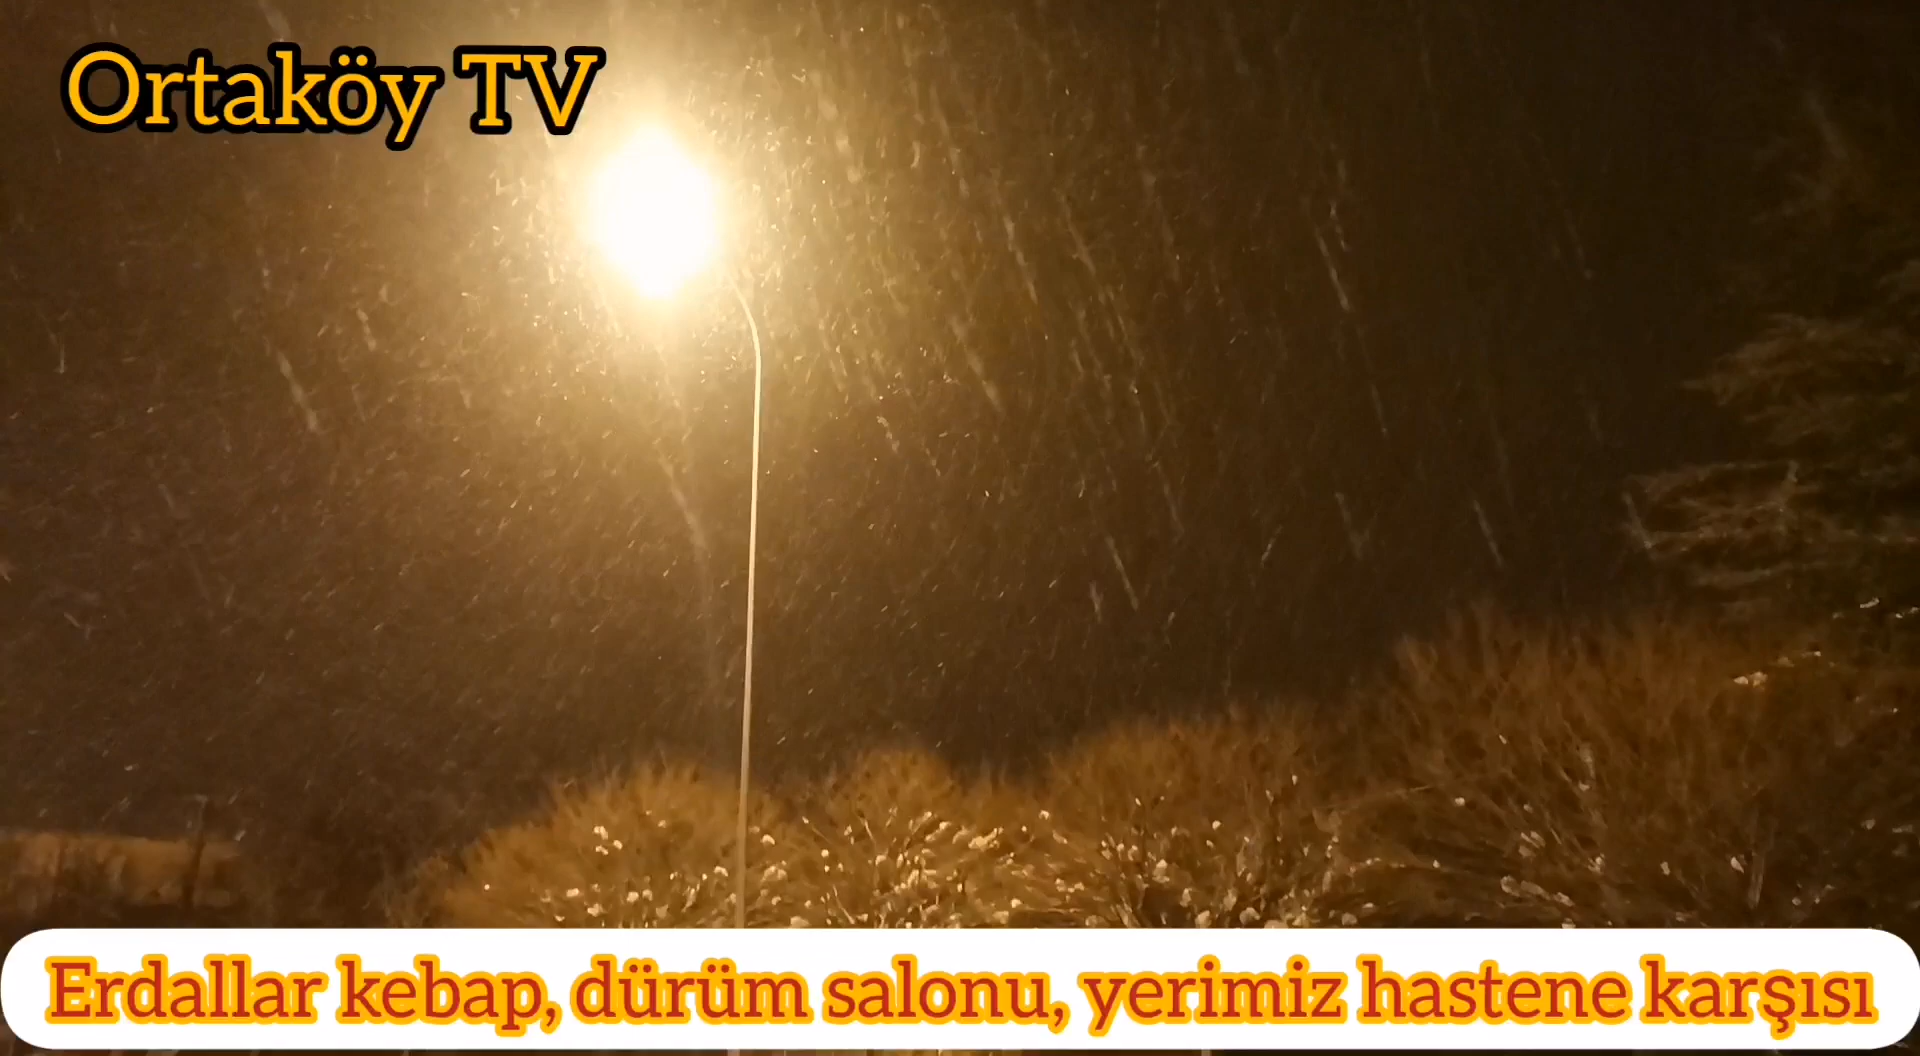 Ortaköy TV
Erdallar kebap, dürüm salonu, yerimiz hastene karşısı